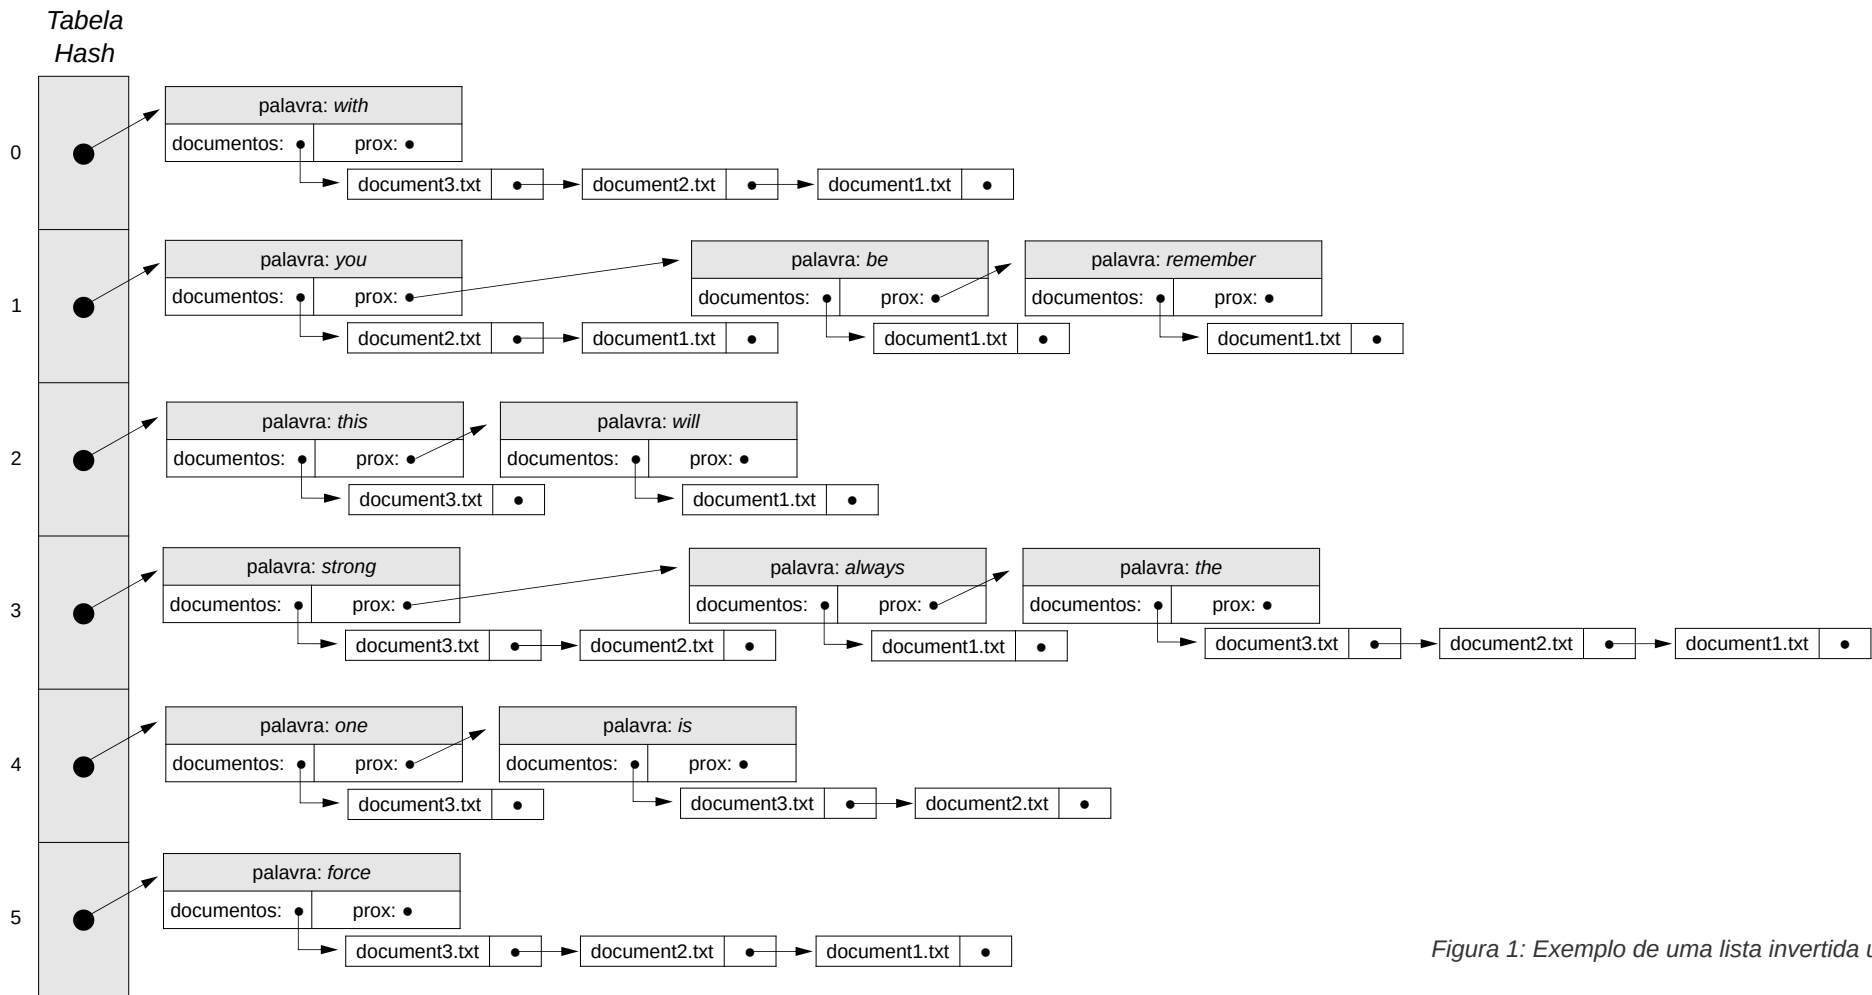 Tabela
Hash
palavra: with
documentos: prox:
0
document3.txt document2.txt document1.txt
palavra: you palavra: be palavra: remember
documentos: prox: documentos: prox: documentos: prox:
1
document2.txt document1.txt document1.txt document1.txt
palavra: this palavra: will
documentos: prox: documentos: prox:
2
document3.txt document1.txt
palavra: strong palavra: always palavra: the
documentos: prox: documentos: prox: documentos: prox:
3
document3.txt document2.txt document1.txt document3.txt document2.txt document1.txt
palavra: one palavra: is
documentos: prox: documentos: prox:
4
document3.txt document3.txt document2.txt
palavra: force
documentos: prox:
5
document3.txt document2.txt document1.txt
Figura 1: Exemplo de uma lista invertida